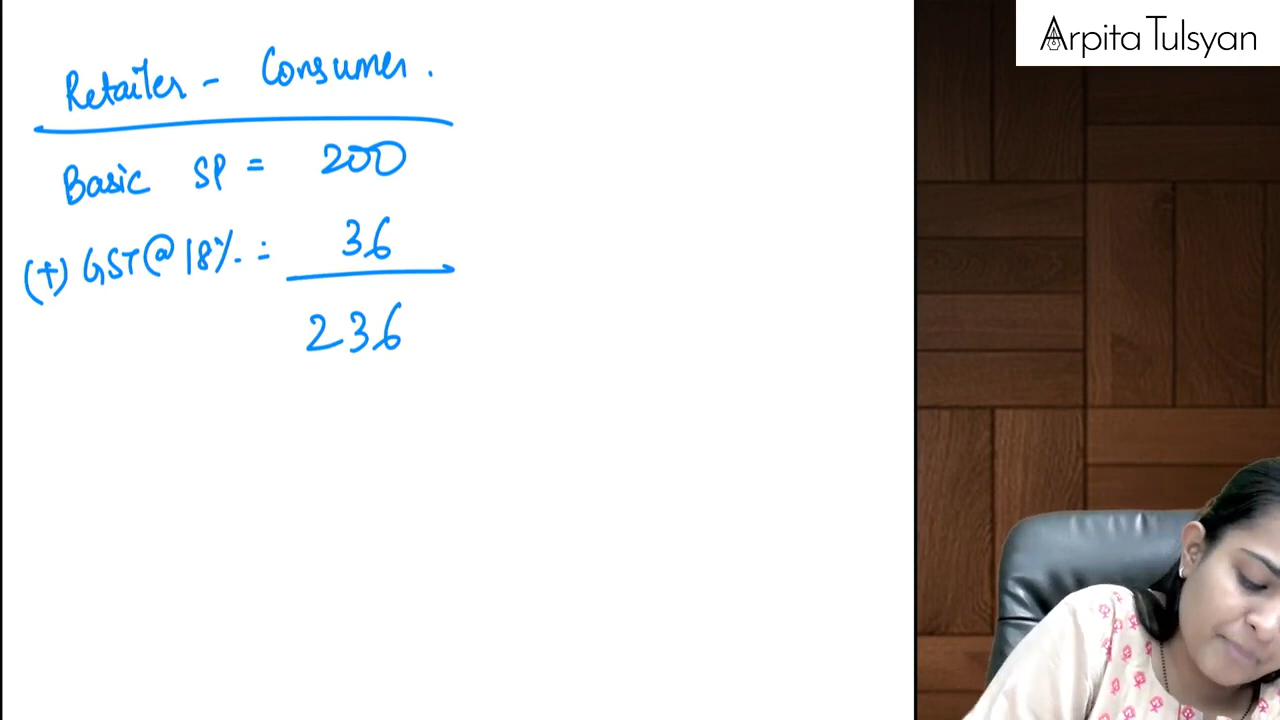 Arpita Tulsyan
Retailer - Consumer.
Basic SP = 200
(+) GST@18%. = 36
236